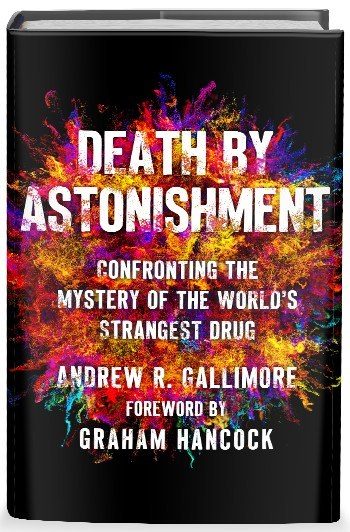 DEATH BY
ASTONISHMENT
CONFRONTING THE
MYSTERY OF THE WORLD'S
STRANGEST DRUG
ANDREW R. GALLIMORE
FOREWORD BY
GRAHAM HANCOCK